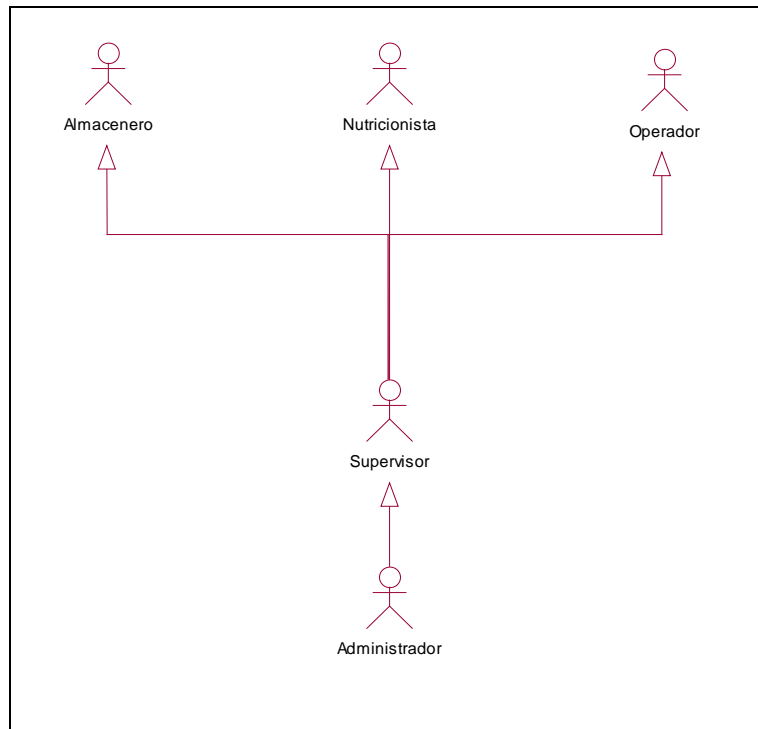 Almacenero
Nutricionista
Operador
Supervisor
Administrador